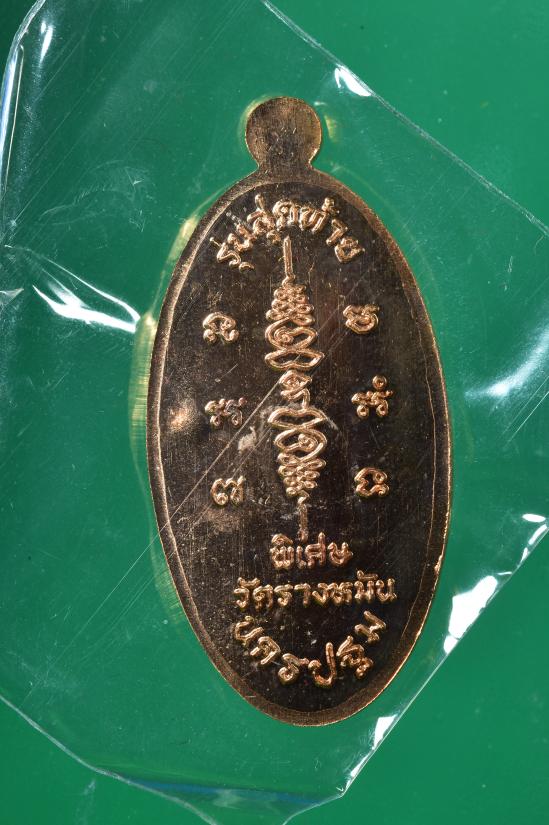 รุ่นสุดท้าย
พิเศษ
วัดรางหมัน
นครปฐม